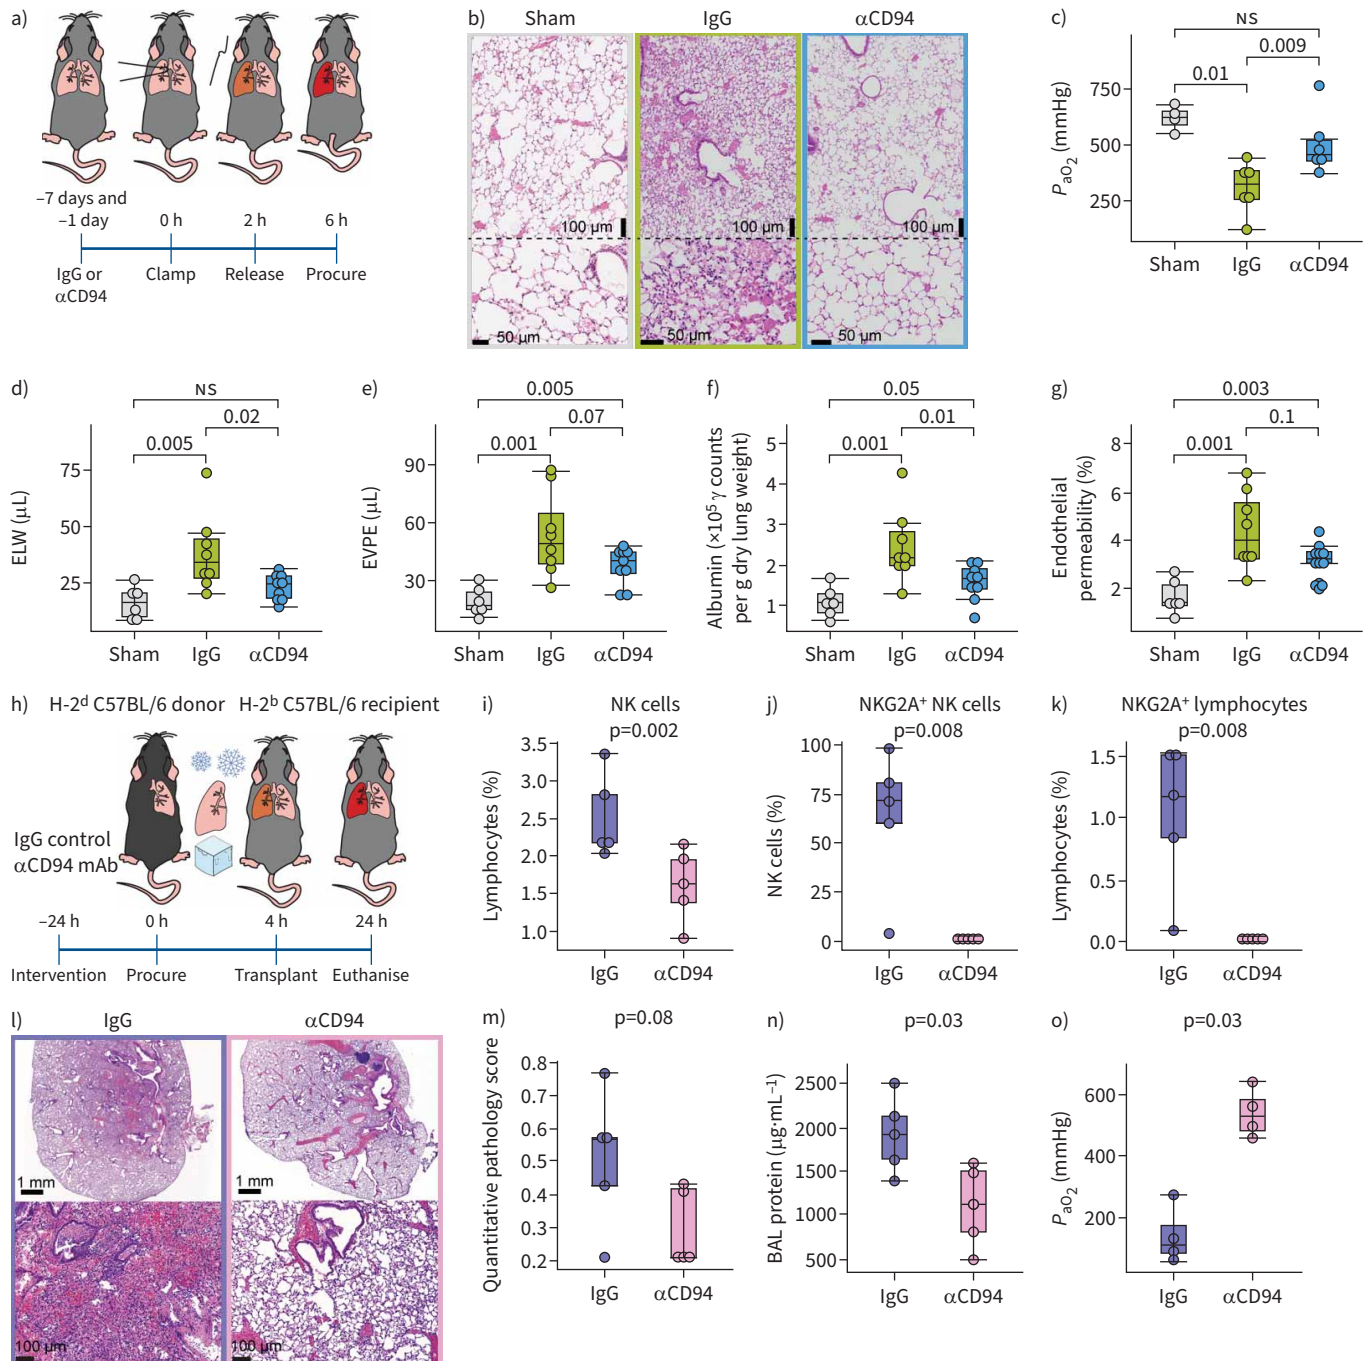 a)
−7 days and
−1 day
0 h
2 h
6 h
IgG or
αCD94
Clamp
Release
Procure
b)
Sham
IgG
αCD94
100 μm
100 μm
100 μm
50 μm
50 μm
50 μm
c)
NS
0.009
0.01
PaO2 (mmHg)
750
500
250
Sham
IgG
αCD94
d)
NS
0.02
0.005
ELW (μL)
75
50
25
Sham
IgG
αCD94
e)
0.005
0.07
0.001
EVPE (μL)
90
60
30
Sham
IgG
αCD94
f)
0.05
0.01
0.001
Albumin (×10⁵ γ counts
per g dry lung weight)
5
4
3
2
1
Sham
IgG
αCD94
g)
0.003
0.1
0.001
Endothelial
permeability (%)
8
6
4
2
Sham
IgG
αCD94
h)
H-2ᵈ C57BL/6 donor
H-2ᵇ C57BL/6 recipient
IgG control
αCD94 mAb
−24 h
0 h
4 h
24 h
Intervention
Procure
Transplant
Euthanise
i)
NK cells
p=0.002
Lymphocytes (%)
3.5
3.0
2.5
2.0
1.5
1.0
IgG
αCD94
j)
NKG2A⁺ NK cells
p=0.008
NK cells (%)
100
75
50
25
0
IgG
αCD94
k)
NKG2A⁺ lymphocytes
p=0.008
Lymphocytes (%)
1.5
1.0
0.5
0.0
IgG
αCD94
l)
IgG
αCD94
1 mm
1 mm
100 μm
100 μm
m)
p=0.08
Quantitative pathology score
0.8
0.7
0.6
0.5
0.4
0.3
0.2
IgG
αCD94
n)
p=0.03
BAL protein (μg·mL⁻¹)
2500
2000
1500
1000
500
IgG
αCD94
o)
p=0.03
PaO2 (mmHg)
600
400
200
IgG
αCD94